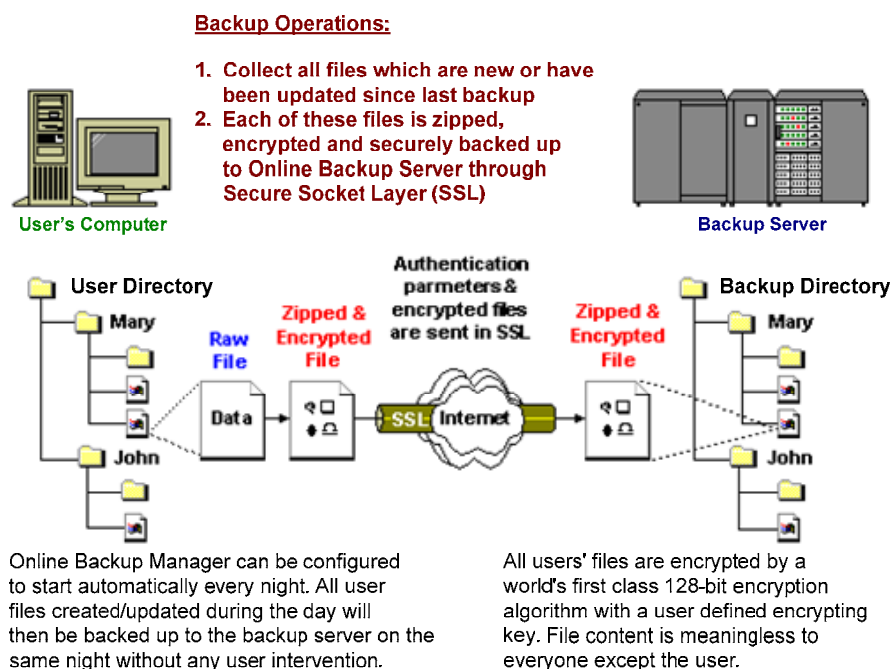 Backup Operations:
1. Collect all files which are new or have
been updated since last backup
2. Each of these files is zipped,
encrypted and securely backed up
to Online Backup Server through
Secure Socket Layer (SSL)
User's Computer
Backup Server
User Directory
Mary
John
Raw
File
Data
Zipped &
Encrypted
File
Authentication
parmeters &
encrypted files
are sent in SSL
SSL
Internet
Zipped &
Encrypted
File
Backup Directory
Mary
John
Online Backup Manager can be configured
to start automatically every night. All user
files created/updated during the day will
then be backed up to the backup server on the
same night without any user intervention.
All users' files are encrypted by a
world's first class 128-bit encryption
algorithm with a user defined encrypting
key. File content is meaningless to
everyone except the user.